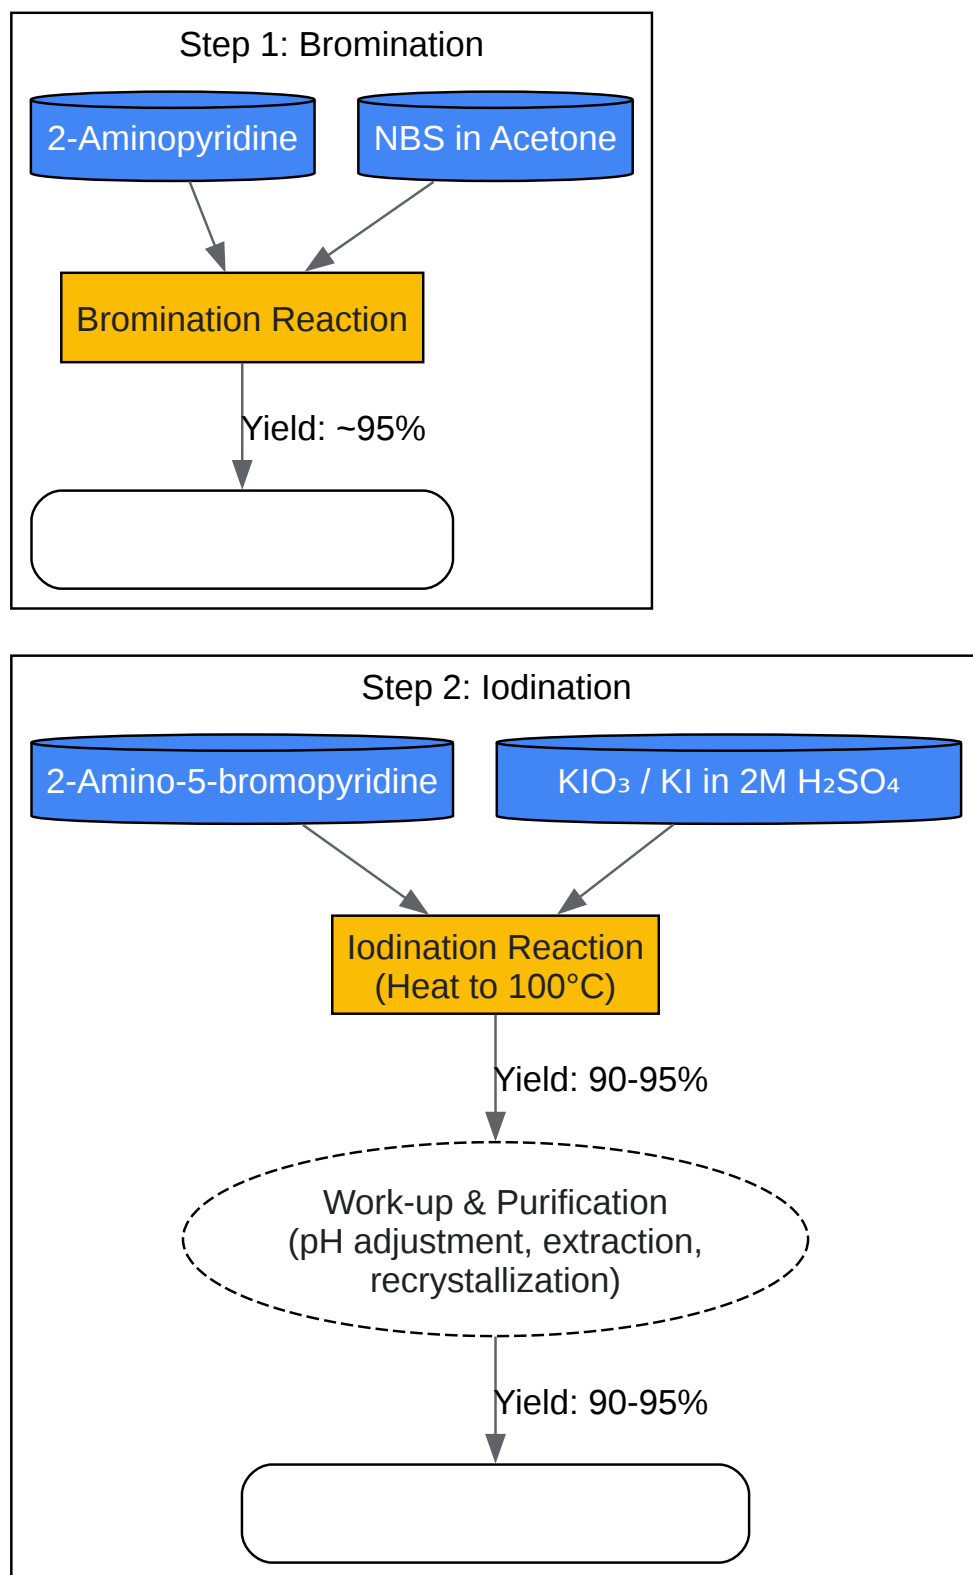 Step 1: Bromination
2-Aminopyridine
NBS in Acetone
Bromination Reaction
Yield: ~95%
Step 2: Iodination
2-Amino-5-bromopyridine
KIO₃ / KI in 2M H₂SO₄
Iodination Reaction
(Heat to 100°C)
Yield: 90-95%
Work-up & Purification
(pH adjustment, extraction,
recrystallization)
Yield: 90-95%